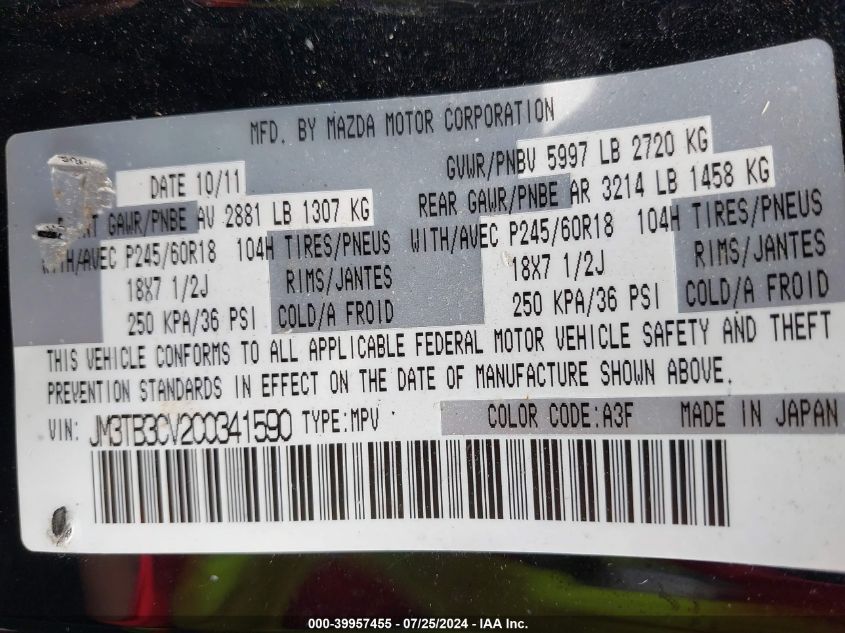 MFD. BY MAZDA MOTOR CORPORATION
DATE 10/11
GVWR/PNBV 5997 LB 2720 KG
GAWR/PNBE AV 2881 LB 1307 KG
REAR GAWR/PNBE AR 3214 LB 1458 KG
WITH/AVEC P245/60R18 104H TIRES/PNEUS
WITH/AVEC P245/60R18 104H TIRES/PNEUS
18X7 1/2J RIMS/JANTES
18X7 1/2J RIMS/JANTES
250 KPA/36 PSI COLD/A FROID
250 KPA/36 PSI COLD/A FROID
THIS VEHICLE CONFORMS TO ALL APPLICABLE FEDERAL MOTOR VEHICLE SAFETY AND THEFT
PREVENTION STANDARDS IN EFFECT ON THE DATE OF MANUFACTURE SHOWN ABOVE.
VIN: JM3TB3CV2C0341590 TYPE:MPV COLOR CODE:A3F MADE IN JAPAN
000-39957455 - 07/25/2024 - IAA Inc.